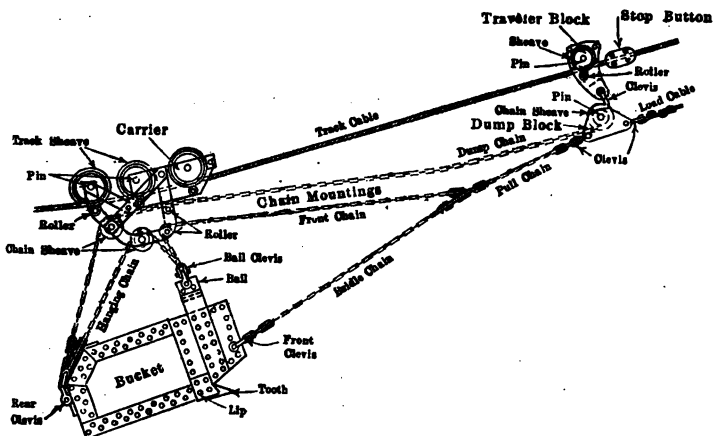 Traveler Block
Stop Button
Sheave
Pin
Roller
Clevis
Pin
Load Cable
Chain Sheave
Dump Block
Track Cable
Carrier
Track Sheave
Dump Chain
Clevis
Pin
Pull Chain
Chain Mountings
Front Chain
Roller
Roller
Chain Sheave
Bail Clevis
Bail
Hanging Chain
Bridle Chain
Front
Clevis
Bucket
Tooth
Rear
Clevis
Lip